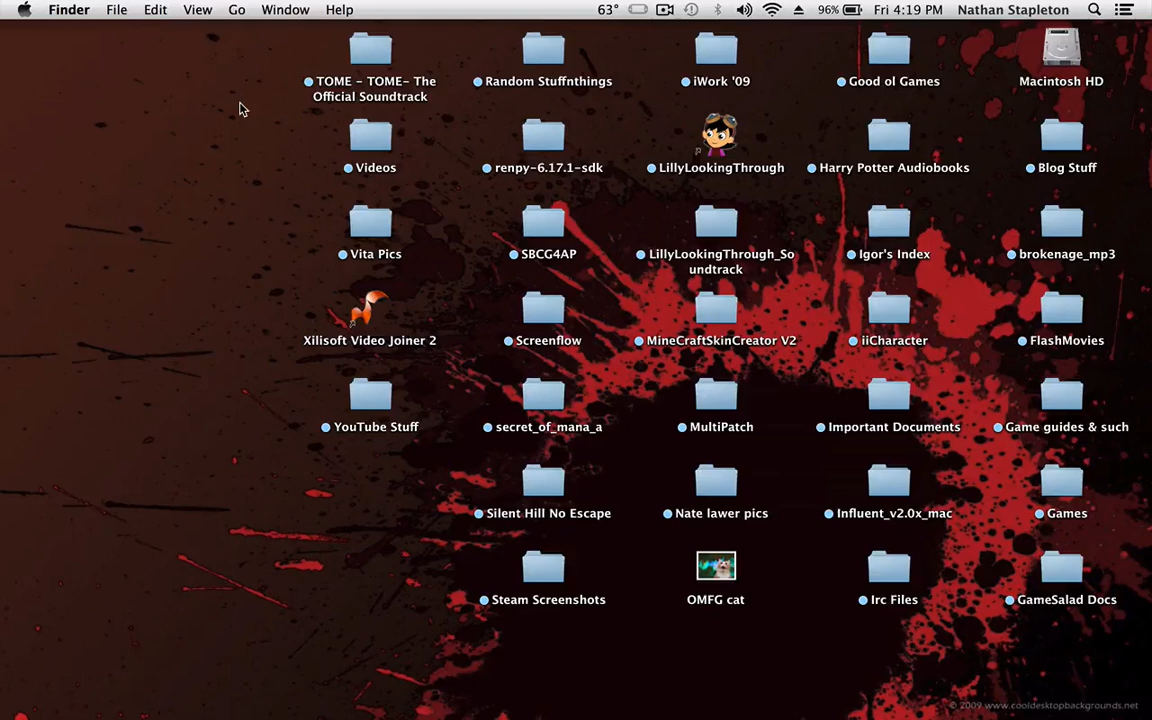 Finder File Edit View Go Window Help 63° 96% Fri 4:19 PM Nathan Stapleton
TOME - TOME- The
Official Soundtrack
Random Stuffnthings
iWork '09
Good ol Games
Macintosh HD
Videos
renpy-6.17.1-sdk
LillyLookingThrough
Harry Potter Audiobooks
Blog Stuff
Vita Pics
SBCG4AP
LillyLookingThrough_So
undtrack
Igor's Index
brokenage_mp3
Xilisoft Video Joiner 2
Screenflow
MineCraftSkinCreator V2
iiCharacter
FlashMovies
YouTube Stuff
secret_of_mana_a
MultiPatch
Important Documents
Game guides & such
Silent Hill No Escape
Nate lawer pics
Influent_v2.0x_mac
Games
Steam Screenshots
OMFG cat
Irc Files
GameSalad Docs
© 2009 www.cooldesktopbackgrounds.net